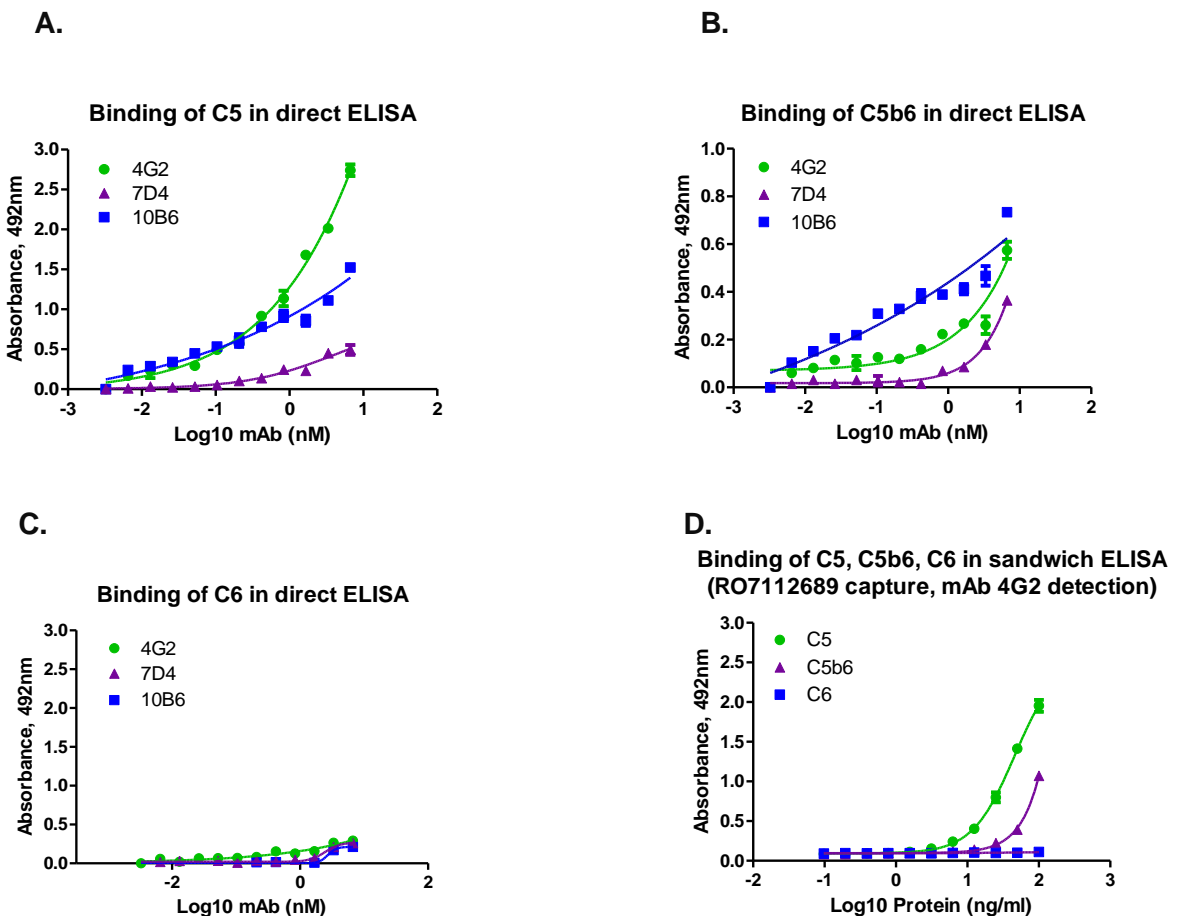 A.
Binding of C5 in direct ELISA
3.0
2.5
2.0
1.5
1.0
0.5
0.0
-3
-2
-1
0
1
2
4G2
7D4
10B6
Absorbance, 492nm
Log10 mAb (nM)
B.
Binding of C5b6 in direct ELISA
1.0
0.8
0.6
0.4
0.2
0.0
-3
-2
-1
0
1
2
4G2
7D4
10B6
Absorbance, 492nm
Log10 mAb (nM)
C.
Binding of C6 in direct ELISA
3.0
2.5
2.0
1.5
1.0
0.5
0.0
-2
0
2
4G2
7D4
10B6
Absorbance, 492nm
Log10 mAb (nM)
D.
Binding of C5, C5b6, C6 in sandwich ELISA
(RO7112689 capture, mAb 4G2 detection)
3.0
2.5
2.0
1.5
1.0
0.5
0.0
-2
-1
0
1
2
3
C5
C5b6
C6
Absorbance, 492nm
Log10 Protein (ng/ml)